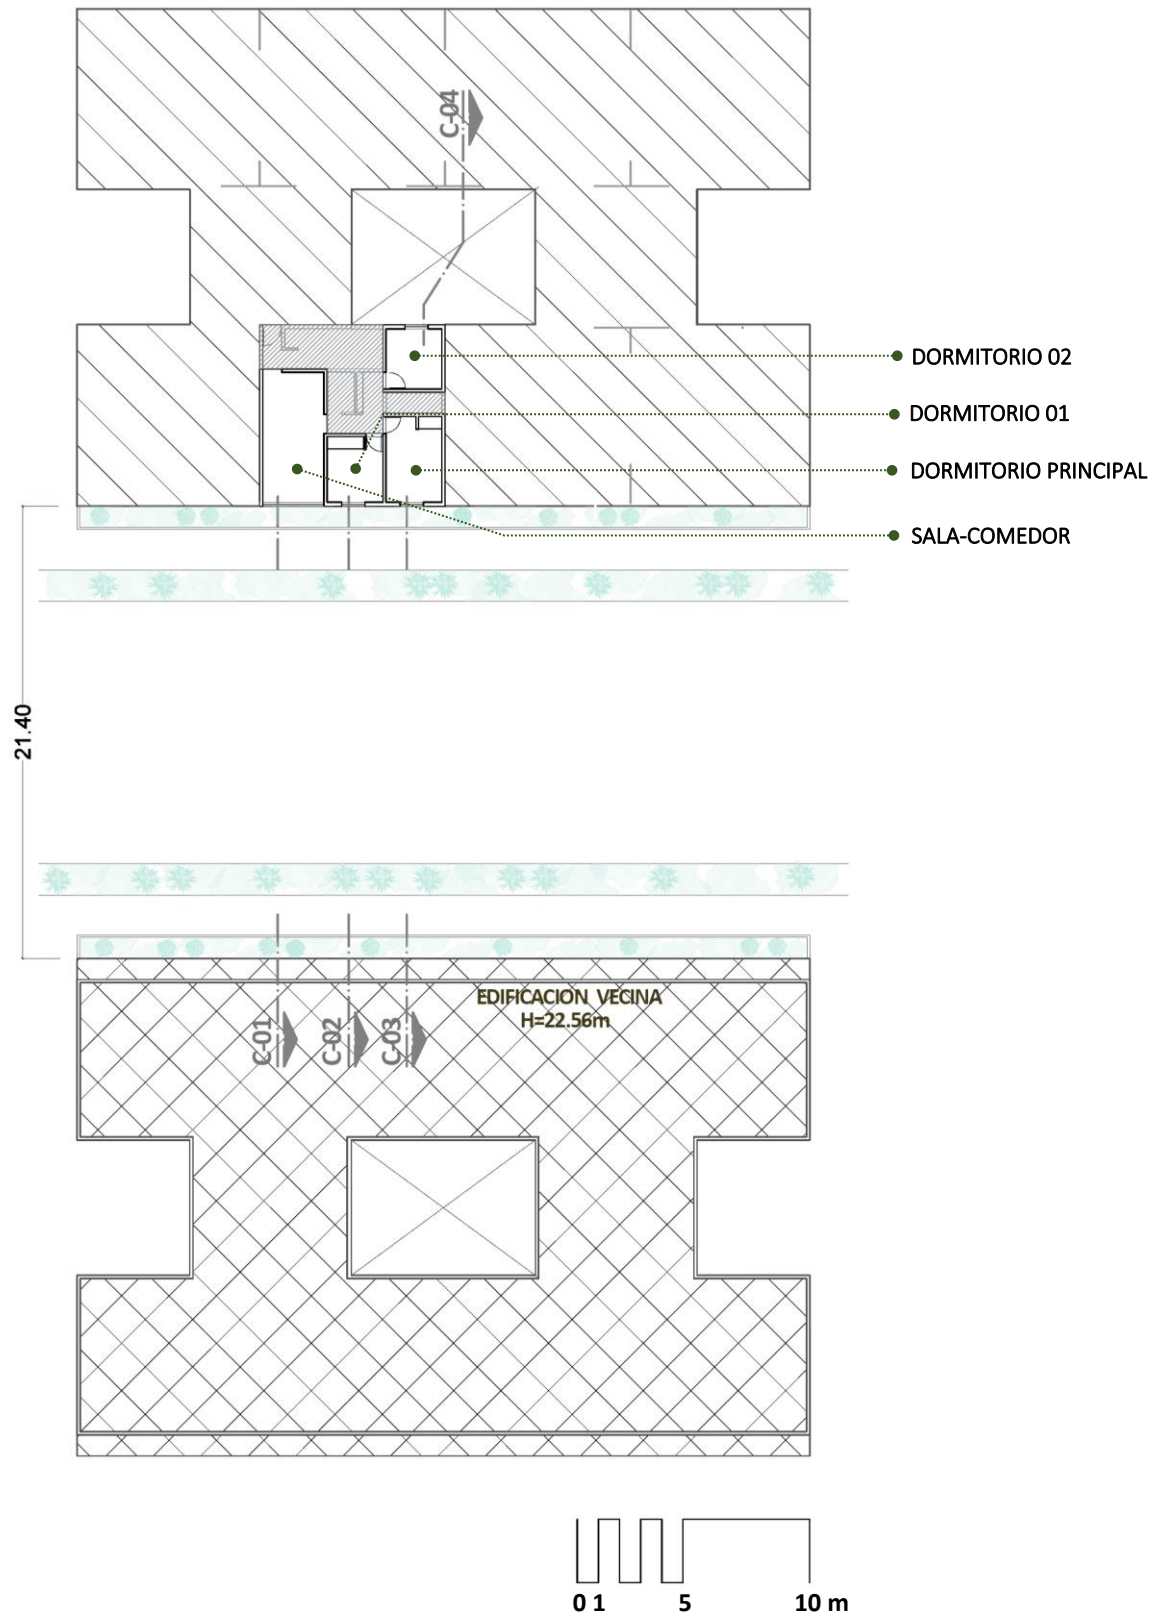 C-04
DORMITORIO 02
DORMITORIO 01
DORMITORIO PRINCIPAL
SALA-COMEDOR
21.40
EDIFICACION VECINA
H=22.56m
C-01
C-02
C-03
0 1 5 10 m